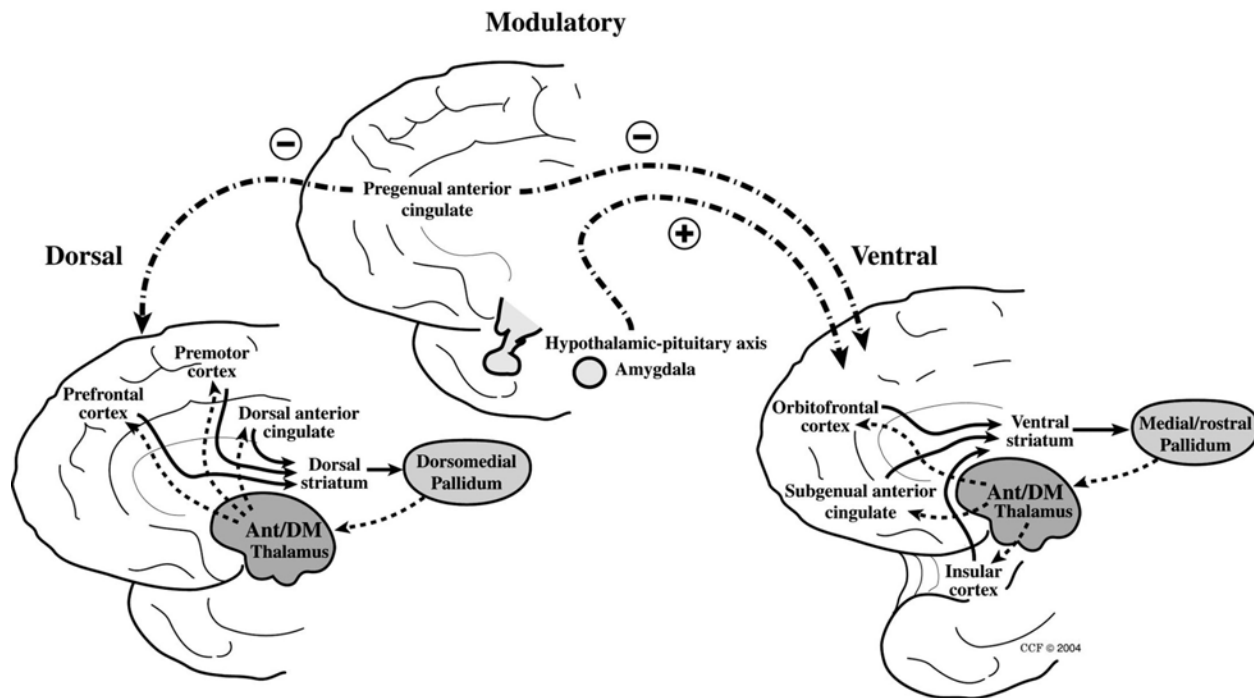 Modulatory
−
−
Pregenual anterior
cingulate
+
Dorsal
Ventral
Hypothalamic-pituitary axis
Amygdala
Premotor
cortex
Prefrontal
cortex
Dorsal anterior
cingulate
Dorsal
striatum
Dorsomedial
Pallidum
Ant/DM
Thalamus
Orbitofrontal
cortex
Ventral
striatum
Medial/rostral
Pallidum
Subgenual anterior
cingulate
Ant/DM
Thalamus
Insular
cortex
CCF © 2004